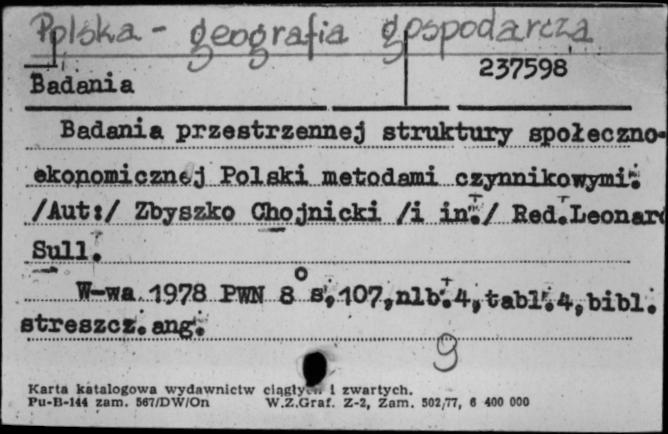 Polska - geografia gospodarcza
237598
Badania
Badania przestrzennej struktury społeczno-
ekonomicznej Polski metodami czynnikowymi.
/Aut:/ Zbyszko Chojnicki /i in./ Red.Leonard
Sull.
W-wa 1978 PWN 8° s,107,nlb.4,tabl.4,bibl.
streszcz.ang.
9
Karta katalogowa wydawnictw ciągłych i zwartych.
Pu-B-144 zam. 567/DW/On W.Z.Graf. Z-2, Zam. 502/77, 6 400 000